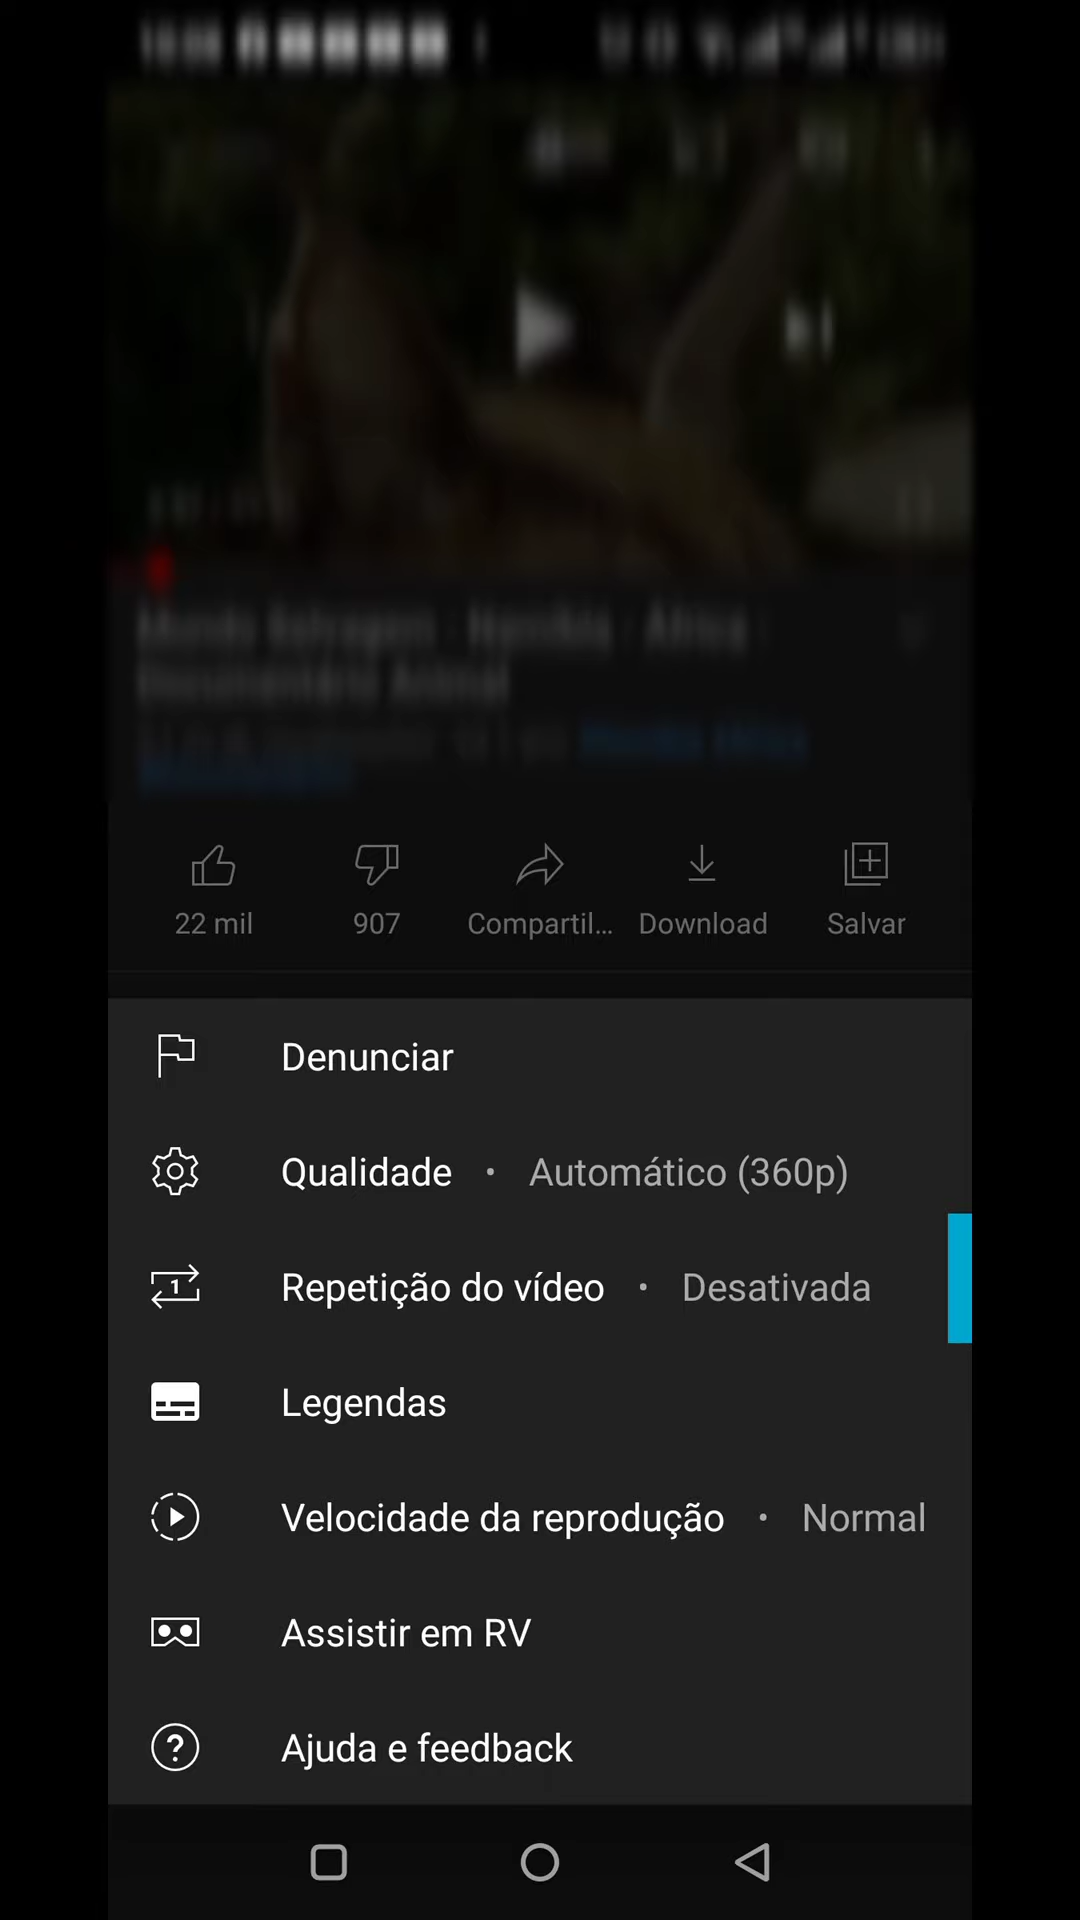 22 mil 907 Compartil... Download Salvar
Denunciar
Qualidade • Automático (360p)
Repetição do vídeo • Desativada
Legendas
Velocidade da reprodução • Normal
Assistir em RV
Ajuda e feedback